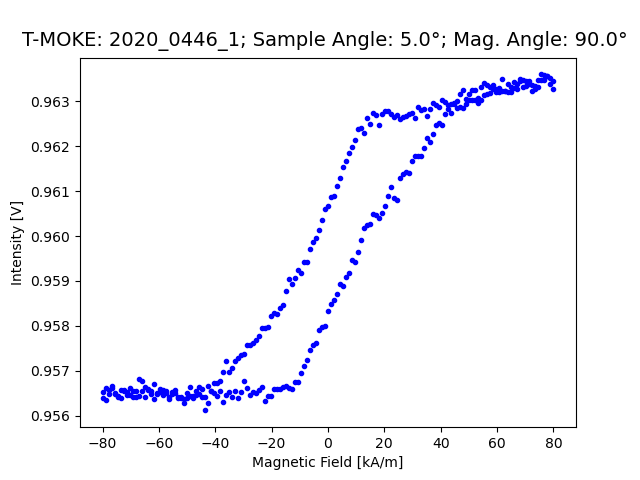 T-MOKE: 2020_0446_1; Sample Angle: 5.0°; Mag. Angle: 90.0°
0.963
0.962
0.961
0.960
0.959
0.958
0.957
0.956
Intensity [V]
−80 −60 −40 −20 0 20 40 60 80
Magnetic Field [kA/m]